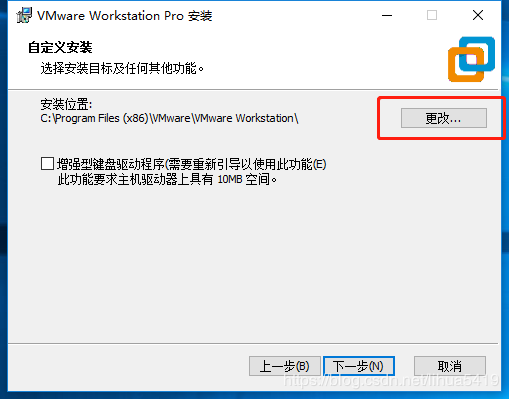 VMware Workstation Pro 安装
自定义安装
选择安装目标及任何其他功能。
安装位置:
C:\Program Files (x86)\VMware\VMware Workstation\
更改...
增强型键盘驱动程序(需要重新引导以使用此功能(E)
此功能要求主机驱动器上具有 10MB 空间。
上一步(B)
下一步(N)
取消
https://blog.csdn.net/lihua5419